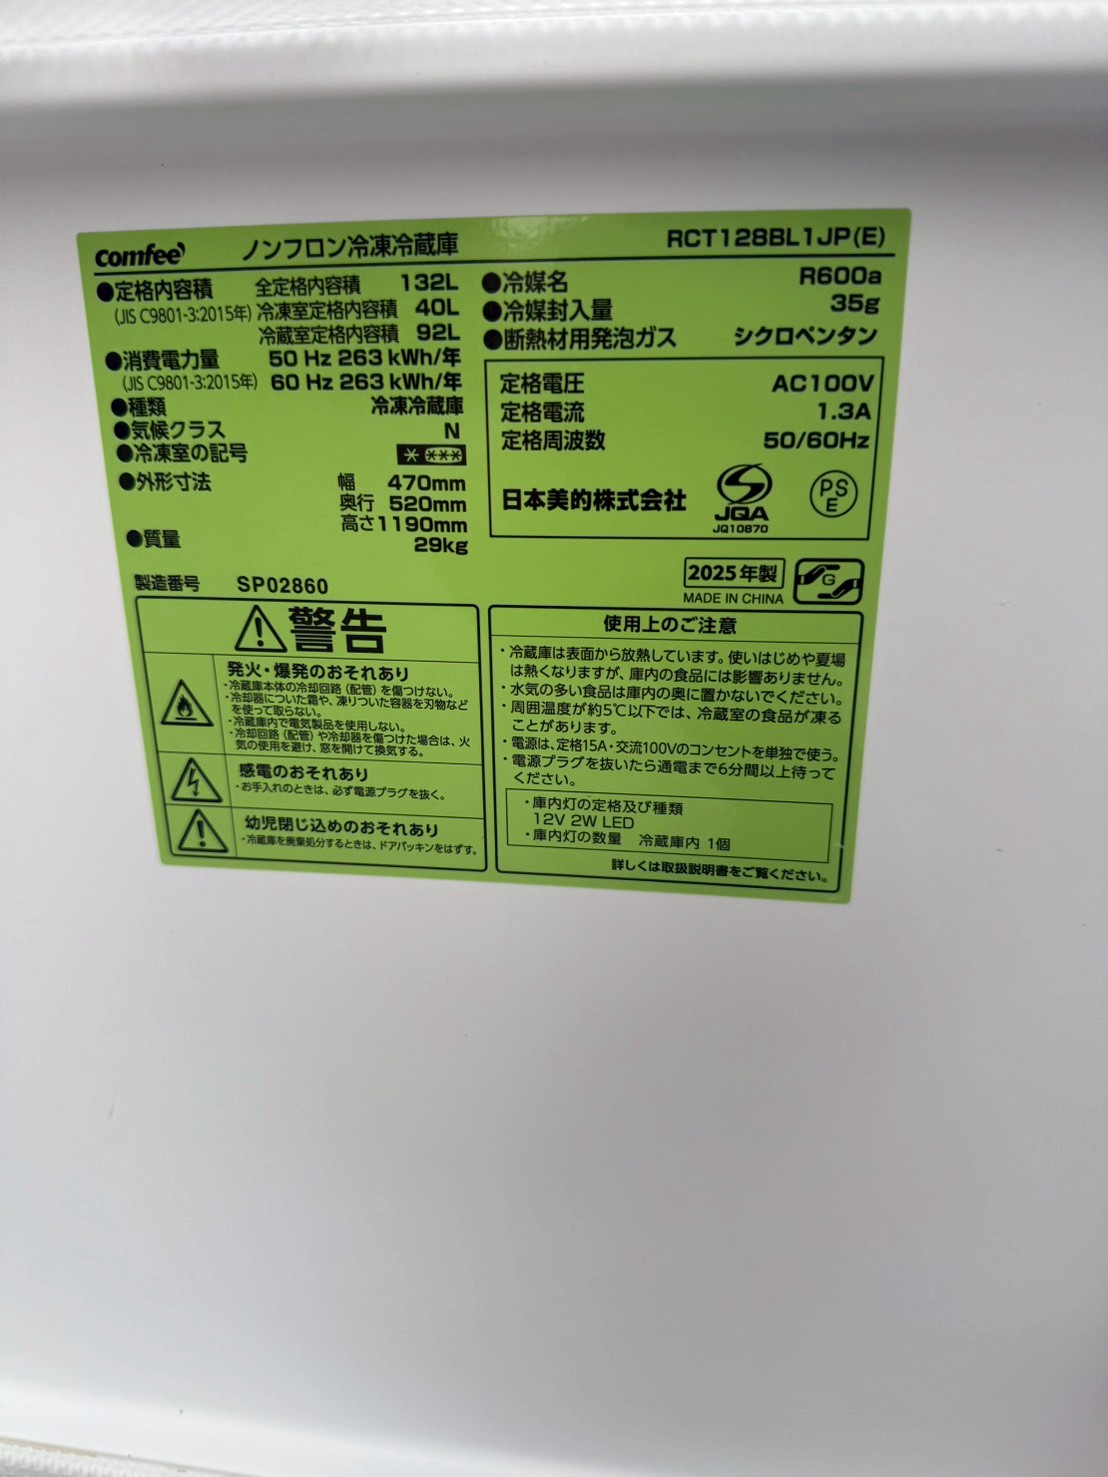 comfee' ノンフロン冷凍冷蔵庫 RCT128BL1JP(E)
●定格内容積 全定格内容積 132L
(JIS C9801-3:2015年) 冷凍室定格内容積 40L
冷蔵室定格内容積 92L
●消費電力量 50 Hz 263 kWh/年
(JIS C9801-3:2015年) 60 Hz 263 kWh/年
●種類 冷凍冷蔵庫
●気候クラス N
●冷凍室の記号 * ***
●外形寸法 幅 470mm
奥行 520mm
高さ1190mm
●質量 29kg
製造番号 SP02860
●冷媒名 R600a
●冷媒封入量 35g
●断熱材用発泡ガス シクロペンタン
定格電圧 AC100V
定格電流 1.3A
定格周波数 50/60Hz
日本美的株式会社 JQA JQ10870 PS E
2025年製 G
MADE IN CHINA
警告
発火・爆発のおそれあり
・冷蔵庫本体の冷却回路（配管）を傷つけない。
・冷却器についた霜や、凍りついた容器を刃物など
を使って取らない。
・冷蔵庫内で電気製品を使用しない。
・冷却回路（配管）や冷却器を傷つけた場合は、火
気の使用を避け、窓を開けて換気する。
感電のおそれあり
・お手入れのときは、必ず電源プラグを抜く。
幼児閉じ込めのおそれあり
・冷蔵庫を廃棄処分するときは、ドアパッキンをはずす。
使用上のご注意
・冷蔵庫は表面から放熱しています。使いはじめや夏場
は熱くなりますが、庫内の食品には影響ありません。
・水気の多い食品は庫内の奥に置かないでください。
・周囲温度が約5℃以下では、冷蔵室の食品が凍る
ことがあります。
・電源は、定格15A・交流100Vのコンセントを単独で使う。
・電源プラグを抜いたら通電まで6分間以上待って
ください。
・庫内灯の定格及び種類
12V 2W LED
・庫内灯の数量 冷蔵庫内 1個
詳しくは取扱説明書をご覧ください。